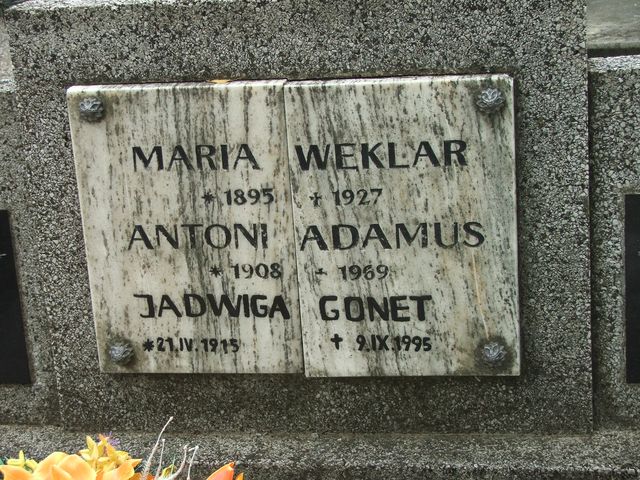 MARIA WEKLAR
* 1895 † 1927
ANTONI ADAMUS
* 1908 † 1969
JADWIGA GONET
*21.IV. 1915 † 9.IX.1995